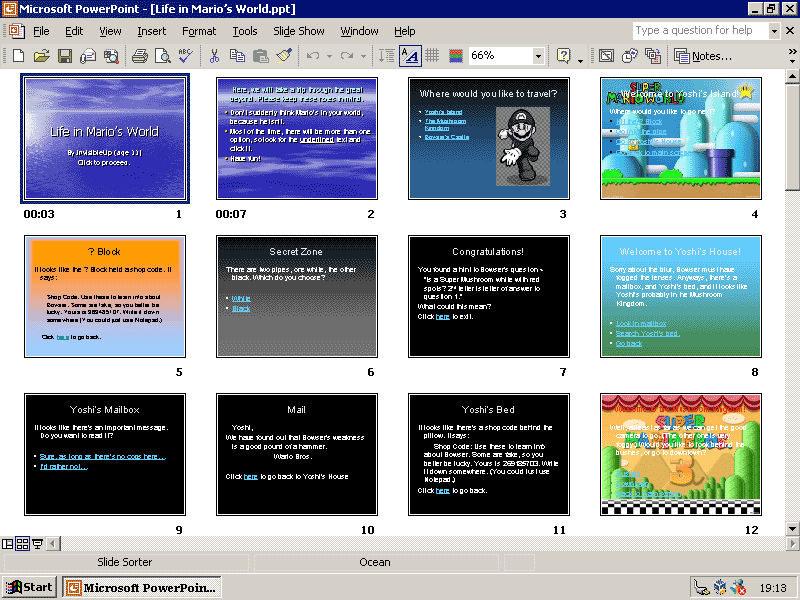 Microsoft PowerPoint - [Life in Mario's World.ppt]
File Edit View Insert Format Tools Slide Show Window Help
Type a question for help
66%
Notes...
Life in Mario's World
By InvisibleUp (age 11)
Click to proceed.
00:03 1
Here, we will take a trip through the great
beyond. Please keep these notes in mind.
• Don't suddenly think Mario's in your world,
because he isn't.
• Most of the time, there will be more than one
option, so look for the underlined text and
click it.
• Have fun!
00:07 2
Where would you like to travel?
• Yoshi's Island
• The Mushroom
Kingdom
• Bowser's Castle
3
Welcome to Yoshi's Island!
Where would you like to go next?
4
? Block
It looks like the ? Block held a shop code. It
says:
Shop Code. Use these to learn info about
Bowser. Some are fake, so you better be
lucky. Yours is 989485707. Write it down
somewhere (You could just use Notepad.)
Click here to go back.
5
Secret Zone
There are two pipes, one white, the other
black. Which do you choose?
• White
• Black
6
Congratulations!
You found a hint to Bowser's question -
"Is a Super Mushroom white with red
spots? 2nd letter is letter of answer to
question 1."
What could this mean?
Click here to exit.
7
Welcome to Yoshi's House!
Sorry about the blur, Bowser must have
fogged the lenses. Anyways, there's a
mailbox, and Yoshi's bed, and it looks like
Yoshi's probably in he Mushroom
Kingdom.
• Look in mailbox
• Search Yoshi's bed.
• Go back
8
Yoshi's Mailbox
It looks like there's an important message.
Do you want to read it?
• Sure, as long as there's no cops here....
• I'd rather not...
9
Mail
Yoshi,
We have found out that Bowser's weakness
is a good pound of a hammer.
Mario Bros.
Click here to go back to Yoshi's House
10
Yoshi's Bed
It looks like there's a shop code behind the
pillow. It says:
Shop Code: Use these to learn info
about Bowser. Some are fake, so you
better be lucky. Yours is 2694857039. Write
it down somewhere. (You could just use
Notepad.)
Click here to go back.
11
12
Slide Sorter
Ocean
Start
Microsoft PowerPoin...
19:13